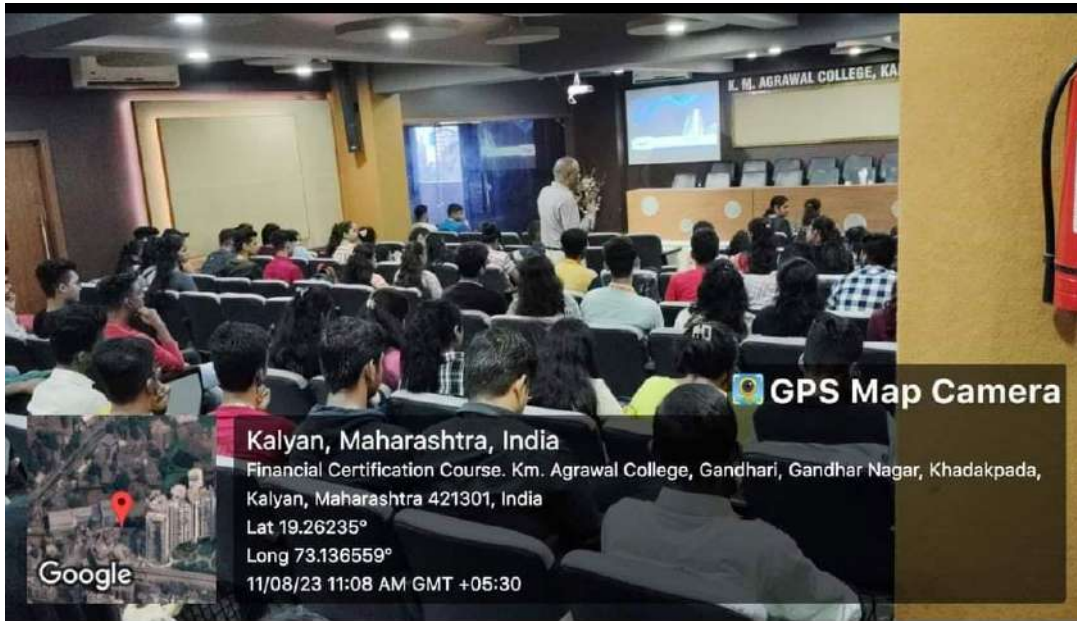 K. M. AGRAWAL COLLEGE, KA
GPS Map Camera
Kalyan, Maharashtra, India
Financial Certification Course. Km. Agrawal College, Gandhari, Gandhar Nagar, Khadakpada,
Kalyan, Maharashtra 421301, India
Lat 19.26235°
Long 73.136559°
11/08/23 11:08 AM GMT +05:30
Google